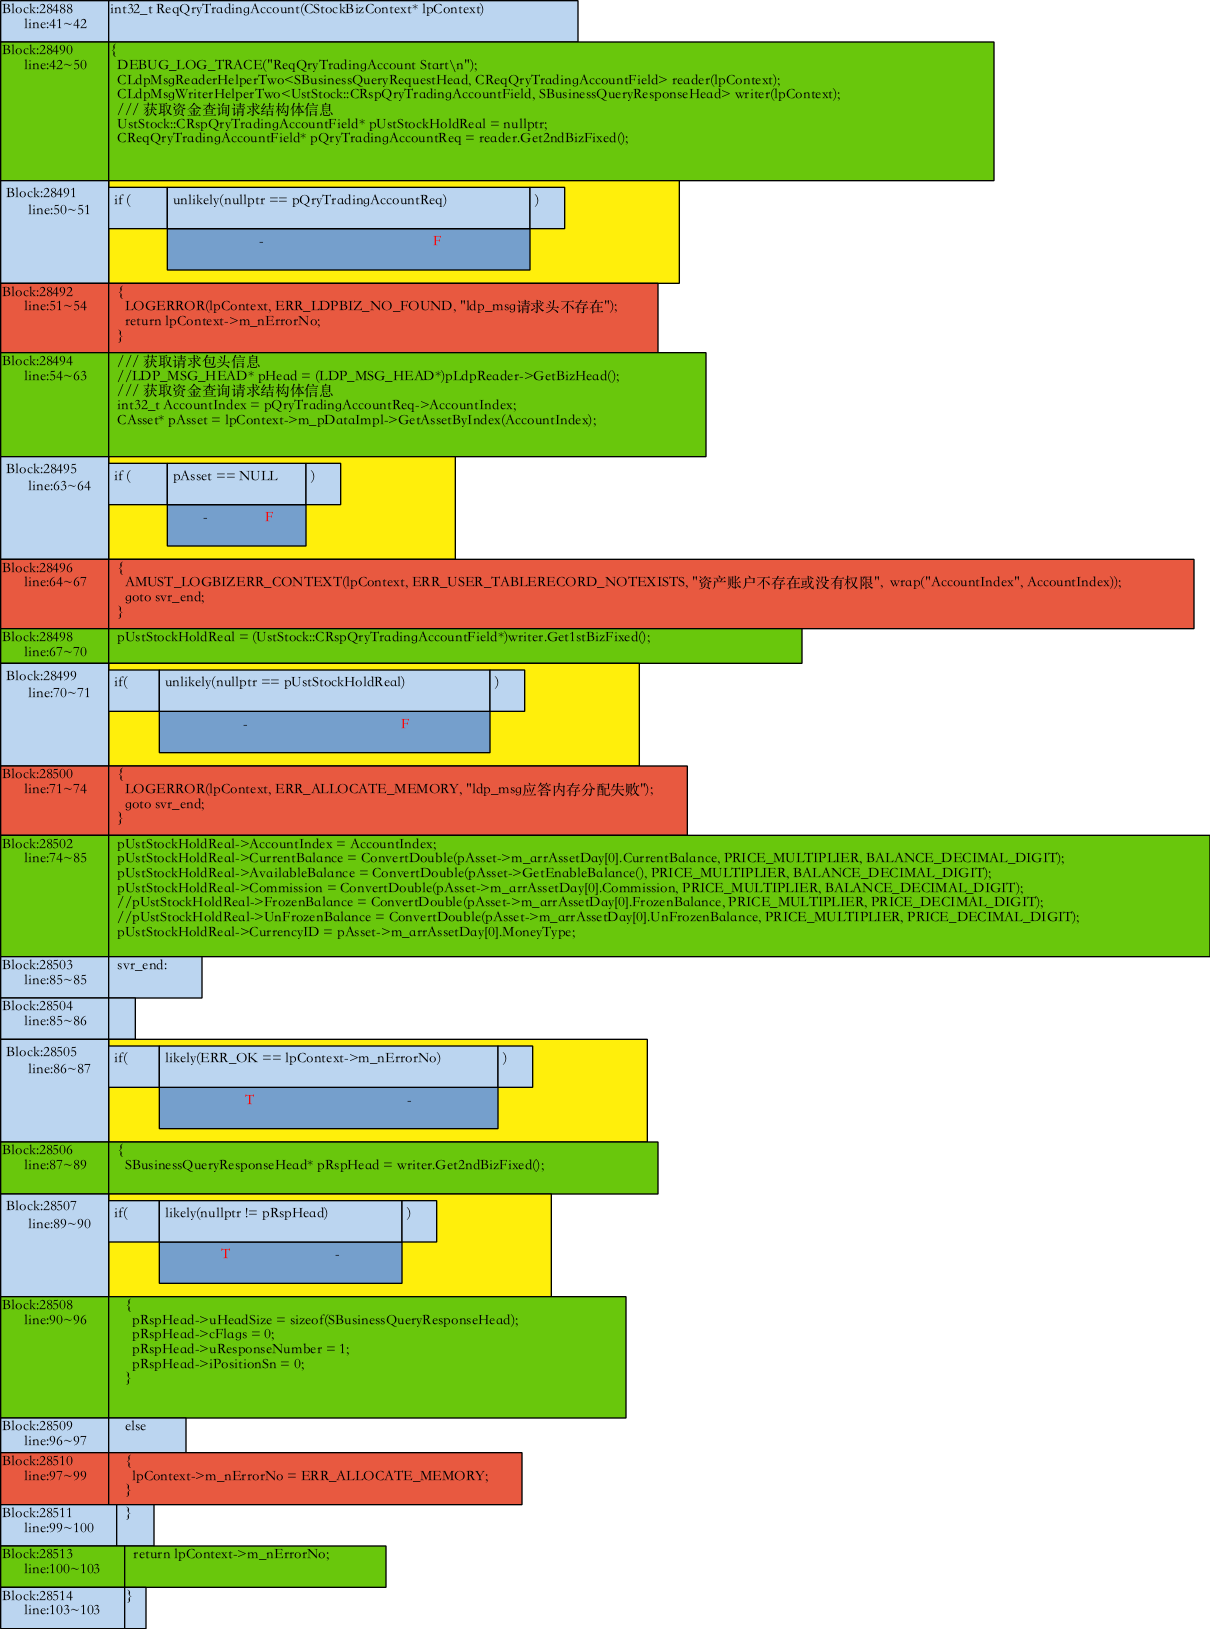 Block:28488
line:41~42
int32_t ReqQryTradingAccount(CStockBizContext* lpContext)
Block:28490
line:42~50
{
DEBUG_LOG_TRACE("ReqQryTradingAccount Start\n");
CLdpMsgReaderHelperTwo<SBusinessQueryRequestHead, CReqQryTradingAccountField> reader(lpContext);
CLdpMsgWriterHelperTwo<UstStock::CRspQryTradingAccountField, SBusinessQueryResponseHead> writer(lpContext);
/// 获取资金查询请求结构体信息
UstStock::CRspQryTradingAccountField* pUstStockHoldReal = nullptr;
CReqQryTradingAccountField* pQryTradingAccountReq = reader.Get2ndBizFixed();
Block:28491
line:50~51
if ( unlikely(nullptr == pQryTradingAccountReq) )
- F
Block:28492
line:51~54
{
LOGERROR(lpContext, ERR_LDPBIZ_NO_FOUND, "ldp_msg请求头不存在");
return lpContext->m_nErrorNo;
}
Block:28494
line:54~63
/// 获取请求包头信息
//LDP_MSG_HEAD* pHead = (LDP_MSG_HEAD*)pLdpReader->GetBizHead();
/// 获取资金查询请求结构体信息
int32_t AccountIndex = pQryTradingAccountReq->AccountIndex;
CAsset* pAsset = lpContext->m_pDataImpl->GetAssetByIndex(AccountIndex);
Block:28495
line:63~64
if ( pAsset == NULL )
- F
Block:28496
line:64~67
{
AMUST_LOGBIZERR_CONTEXT(lpContext, ERR_USER_TABLERECORD_NOTEXISTS, "资产账户不存在或没有权限", wrap("AccountIndex", AccountIndex));
goto svr_end;
}
Block:28498
line:67~70
pUstStockHoldReal = (UstStock::CRspQryTradingAccountField*)writer.Get1stBizFixed();
Block:28499
line:70~71
if( unlikely(nullptr == pUstStockHoldReal) )
- F
Block:28500
line:71~74
{
LOGERROR(lpContext, ERR_ALLOCATE_MEMORY, "ldp_msg应答内存分配失败");
goto svr_end;
}
Block:28502
line:74~85
pUstStockHoldReal->AccountIndex = AccountIndex;
pUstStockHoldReal->CurrentBalance = ConvertDouble(pAsset->m_arrAssetDay[0].CurrentBalance, PRICE_MULTIPLIER, BALANCE_DECIMAL_DIGIT);
pUstStockHoldReal->AvailableBalance = ConvertDouble(pAsset->GetEnableBalance(), PRICE_MULTIPLIER, BALANCE_DECIMAL_DIGIT);
pUstStockHoldReal->Commission = ConvertDouble(pAsset->m_arrAssetDay[0].Commission, PRICE_MULTIPLIER, BALANCE_DECIMAL_DIGIT);
//pUstStockHoldReal->FrozenBalance = ConvertDouble(pAsset->m_arrAssetDay[0].FrozenBalance, PRICE_MULTIPLIER, PRICE_DECIMAL_DIGIT);
//pUstStockHoldReal->UnFrozenBalance = ConvertDouble(pAsset->m_arrAssetDay[0].UnFrozenBalance, PRICE_MULTIPLIER, PRICE_DECIMAL_DIGIT);
pUstStockHoldReal->CurrencyID = pAsset->m_arrAssetDay[0].MoneyType;
Block:28503
line:85~85
svr_end:
Block:28504
line:85~86
Block:28505
line:86~87
if( likely(ERR_OK == lpContext->m_nErrorNo) )
T -
Block:28506
line:87~89
{
SBusinessQueryResponseHead* pRspHead = writer.Get2ndBizFixed();
Block:28507
line:89~90
if( likely(nullptr != pRspHead) )
T -
Block:28508
line:90~96
{
pRspHead->uHeadSize = sizeof(SBusinessQueryResponseHead);
pRspHead->cFlags = 0;
pRspHead->uResponseNumber = 1;
pRspHead->iPositionSn = 0;
}
Block:28509
line:96~97
else
Block:28510
line:97~99
{
lpContext->m_nErrorNo = ERR_ALLOCATE_MEMORY;
}
Block:28511
line:99~100
}
Block:28513
line:100~103
return lpContext->m_nErrorNo;
Block:28514
line:103~103
}